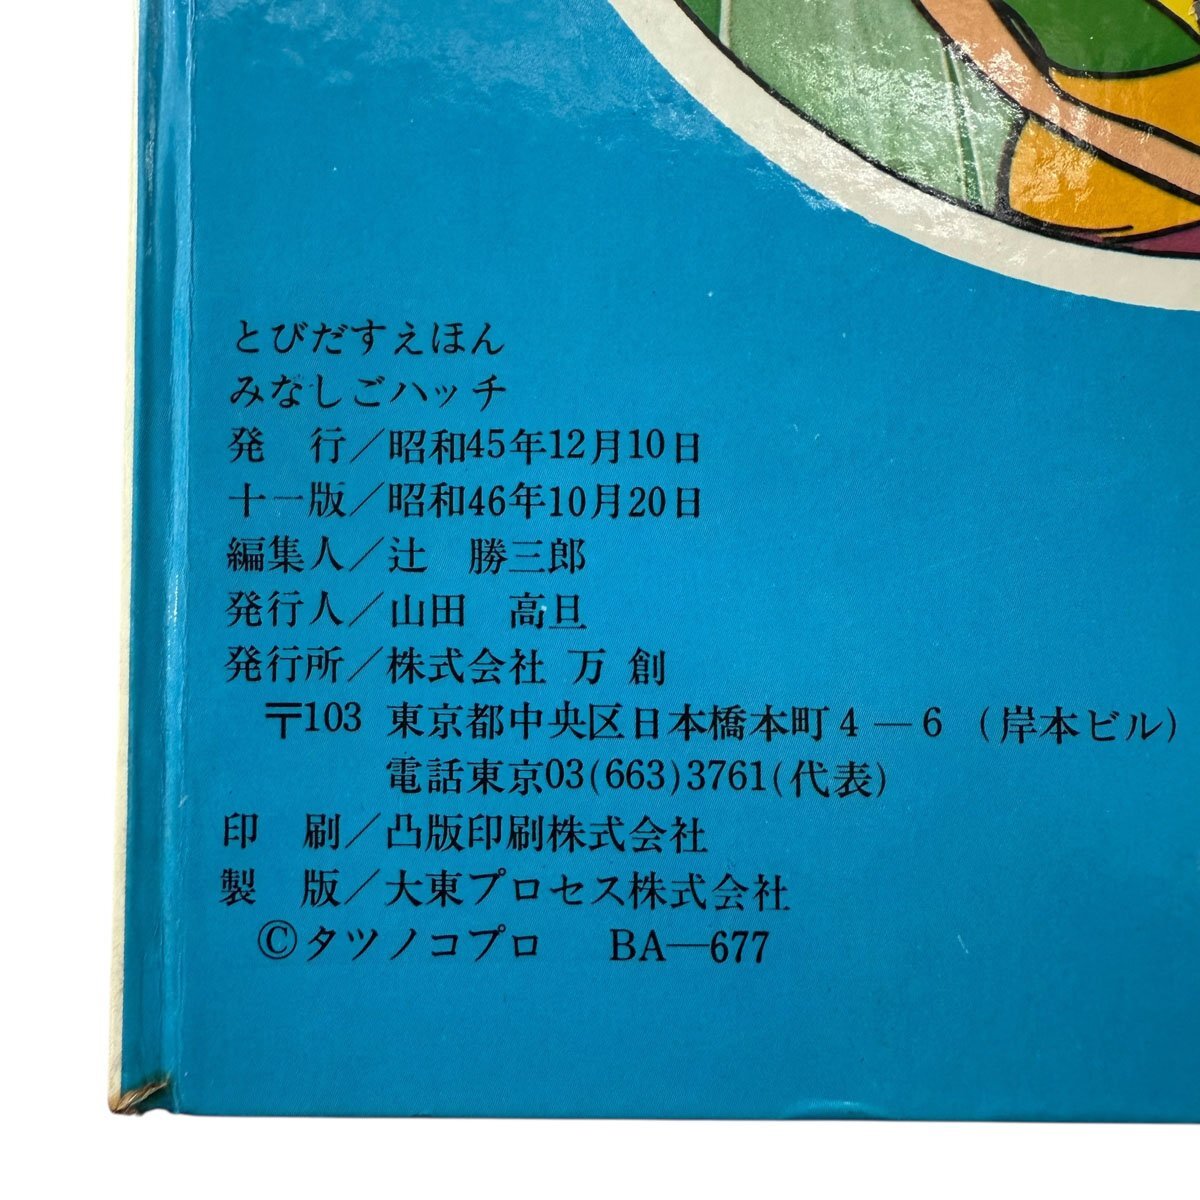 とびだすえほん
みなしごハッチ
発　行／昭和45年12月10日
十一版／昭和46年10月20日
編集人／辻　勝三郎
発行人／山田　高旦
発行所／株式会社 万 創
〒103 東京都中央区日本橋本町4―6 (岸本ビル)
電話東京03(663)3761(代表)
印　刷／凸版印刷株式会社
製　版／大東プロセス株式会社
©タツノコプロ　BA―677